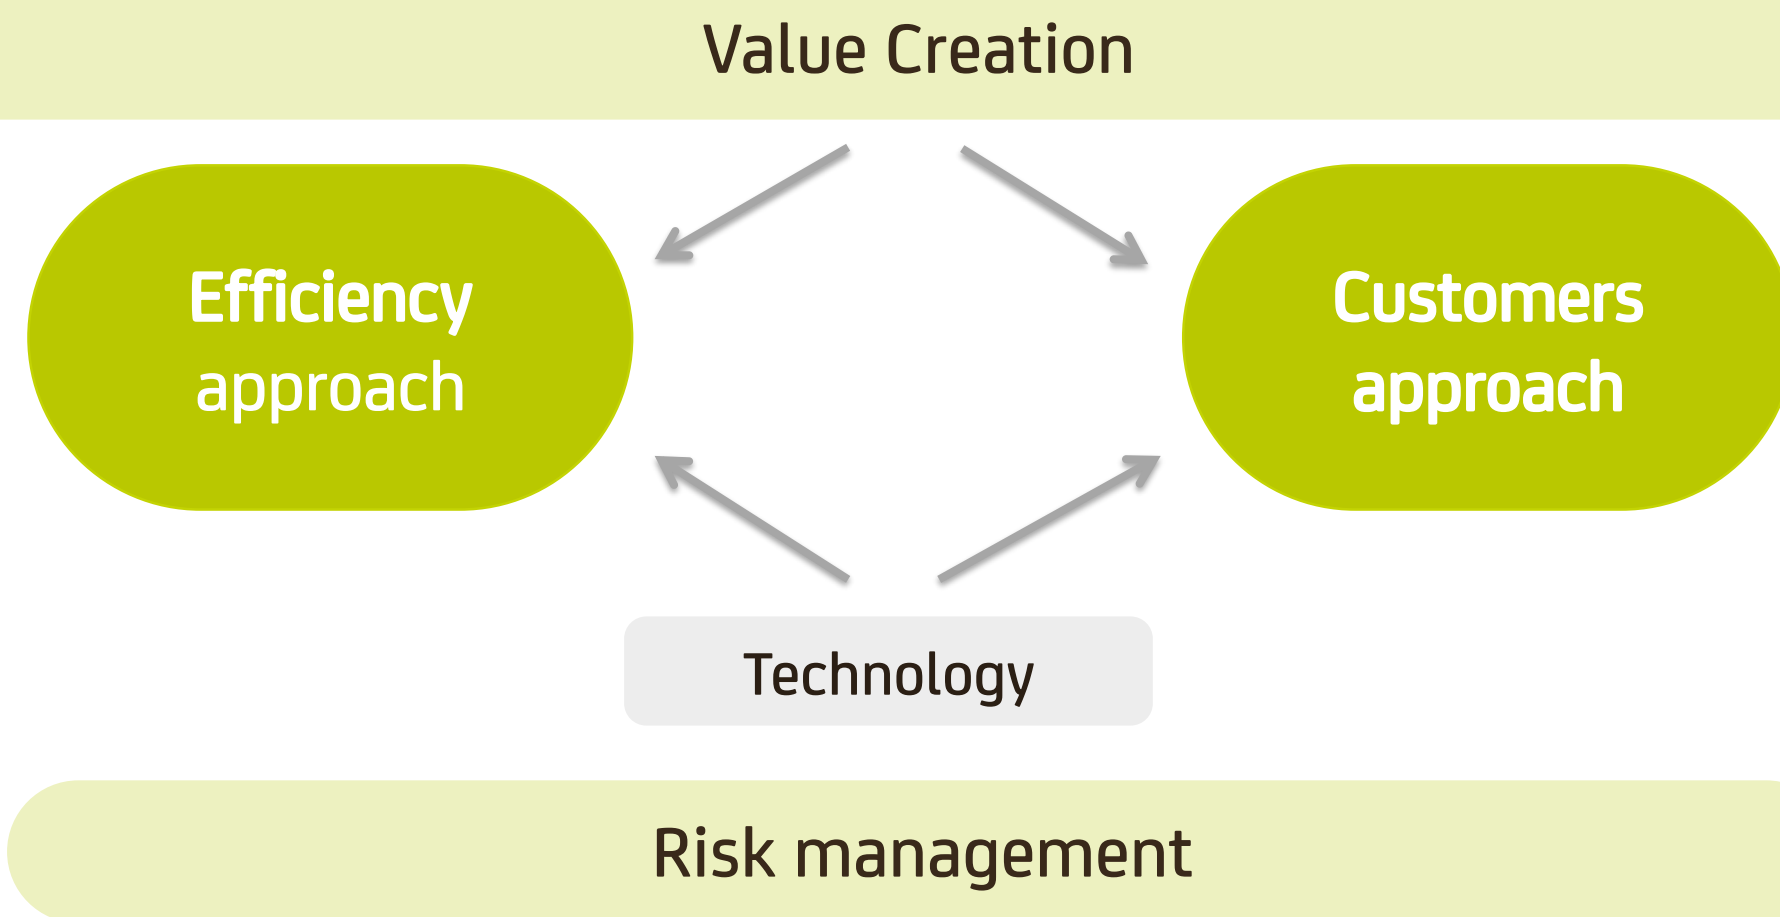 Value Creation
Efficiency
approach
Customers
approach
Technology
Risk management